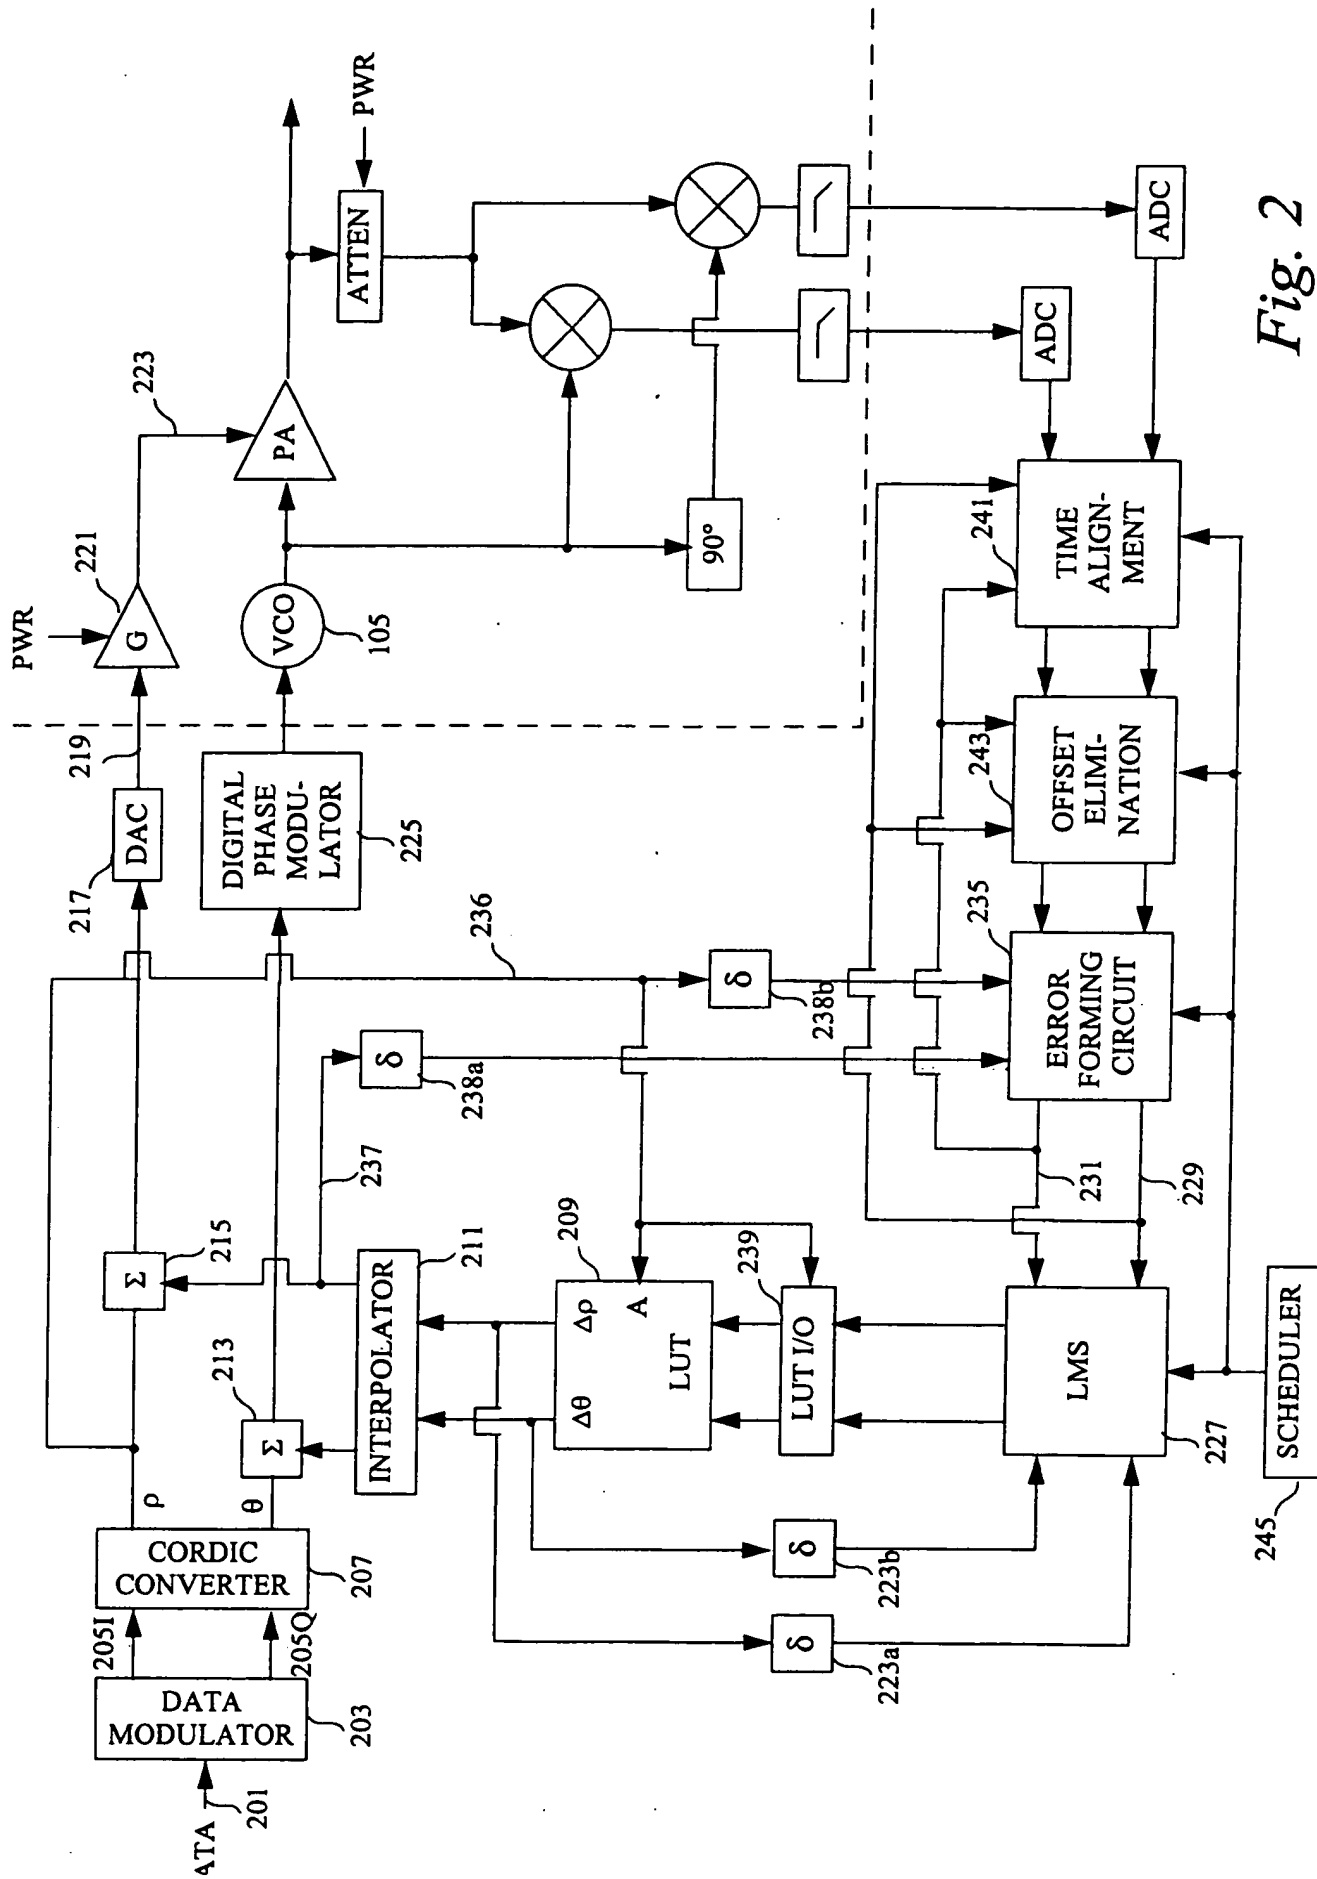 ATA
201
DATA
MODULATOR
203
205I
205Q
CORDIC
CONVERTER
207
ρ
θ
Σ
213
Σ
215
217
DAC
219
PWR
G
221
223
DIGITAL
PHASE
MODU-
LATOR
225
VCO
105
PA
ATTEN
PWR
90°
INTERPOLATOR
211
237
δ
238a
236
δ
238b
Δθ
Δρ
A
LUT
209
LUT I/O
239
δ
223b
δ
223a
LMS
227
231
229
ERROR
FORMING
CIRCUIT
235
OFFSET
ELIMI-
NATION
243
TIME
ALIGN-
MENT
241
ADC
ADC
SCHEDULER
245
Fig. 2